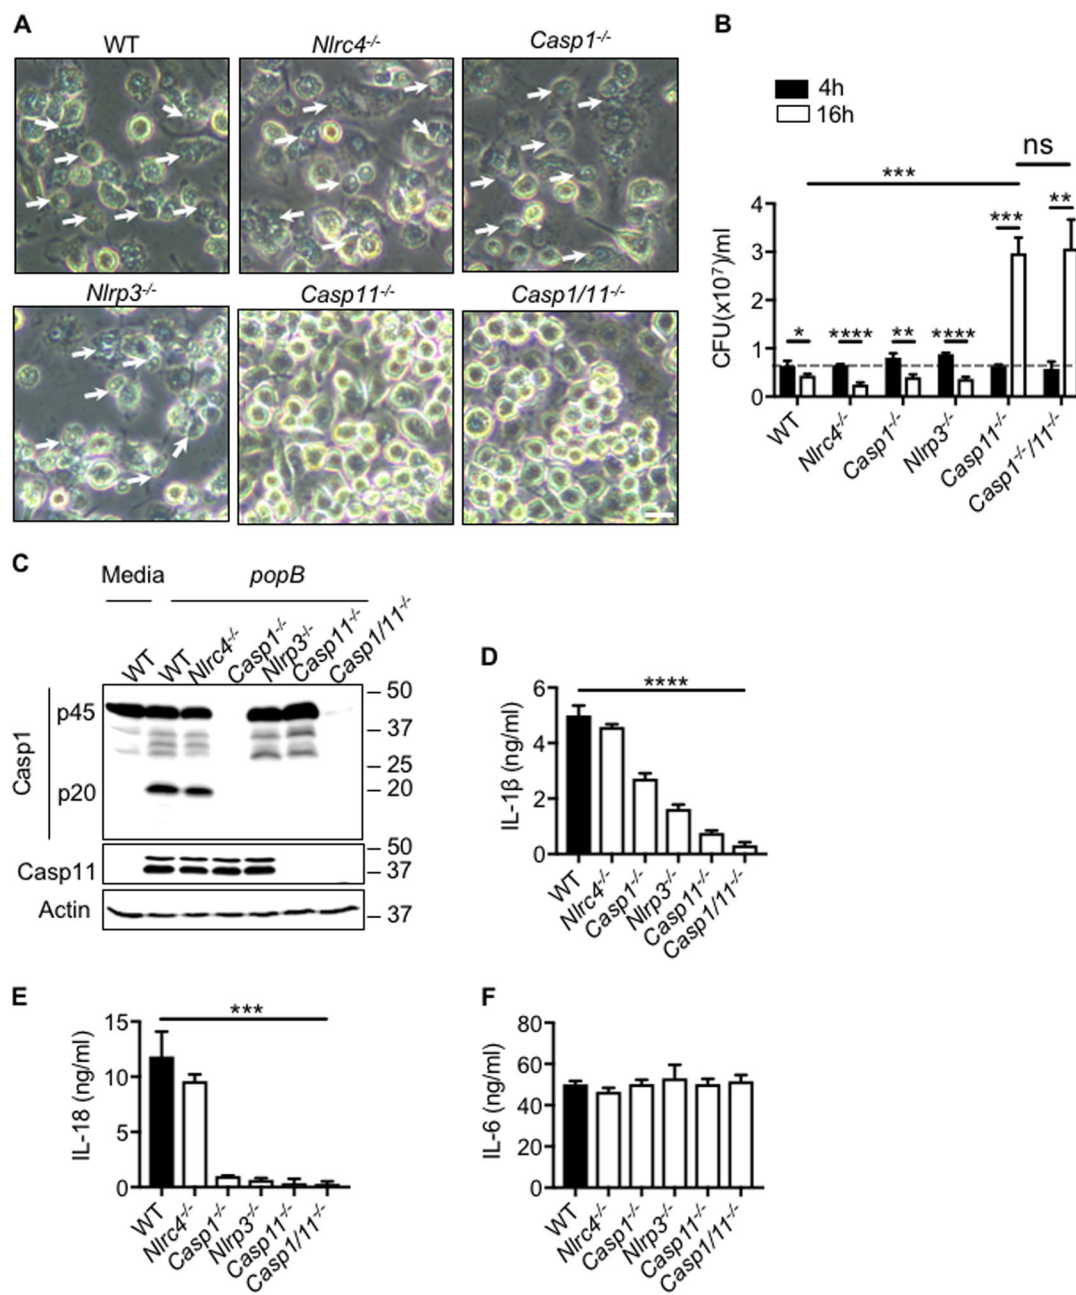 A
WT
Nlrc4-/-
Casp1-/-
Nlrp3-/-
Casp11-/-
Casp1/11-/-
B
4h
16h
ns
***
**
***
*
****
**
****
CFU(x10⁷)/ml
4
3
2
1
0
WT
Nlrc4-/-
Casp1-/-
Nlrp3-/-
Casp11-/-
Casp1-/-/11-/-
C
Media
popB
WT
WT
Nlrc4-/-
Casp1-/-
Nlrp3-/-
Casp11-/-
Casp1/11-/-
Casp1
p45
p20
50
37
25
20
Casp11
50
37
Actin
37
D
****
IL-1β (ng/ml)
6
4
2
0
WT
Nlrc4-/-
Casp1-/-
Nlrp3-/-
Casp11-/-
Casp1/11-/-
E
***
IL-18 (ng/ml)
15
10
5
0
WT
Nlrc4-/-
Casp1-/-
Nlrp3-/-
Casp11-/-
Casp1/11-/-
F
IL-6 (ng/ml)
80
60
40
20
0
WT
Nlrc4-/-
Casp1-/-
Nlrp3-/-
Casp11-/-
Casp1/11-/-